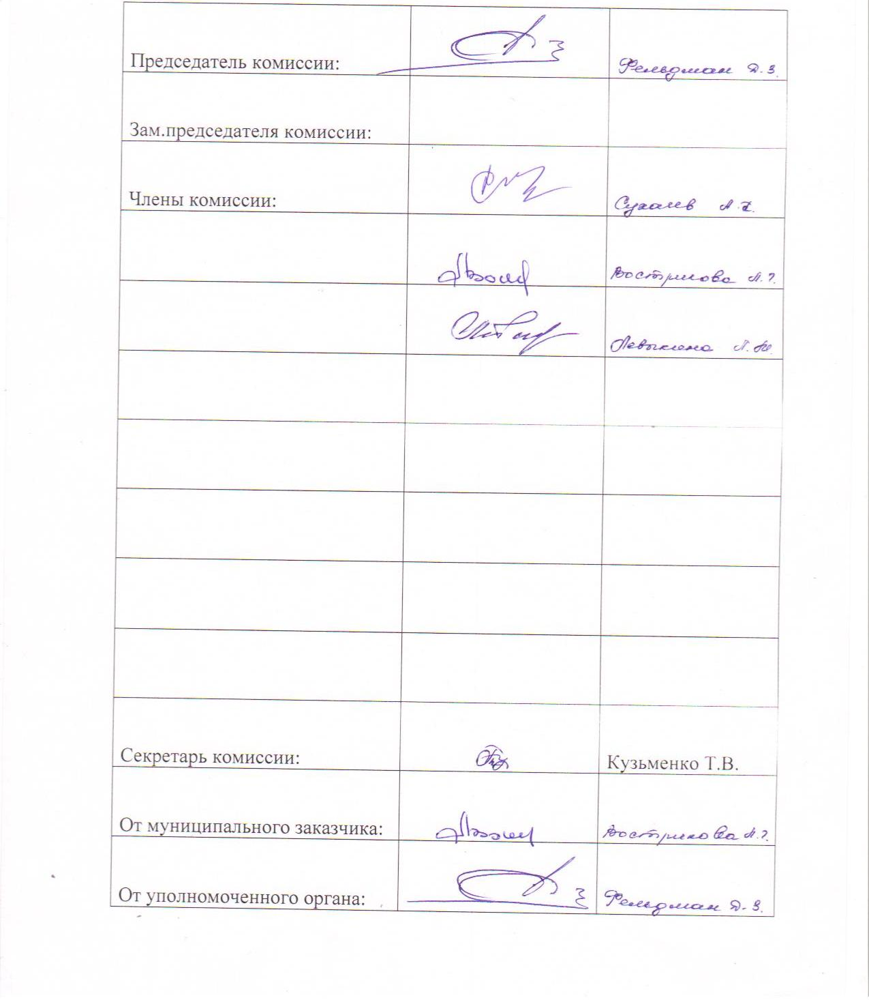 Председатель комиссии: Фельдман Д.З.
Зам.председателя комиссии:
Члены комиссии: Сухалев А.
Вострикова А.Г.
Левыкина Л.
Секретарь комиссии: Кузьменко Т.В.
От муниципального заказчика: Вострикова А.Г.
От уполномоченного органа: Фельдман Д.З.